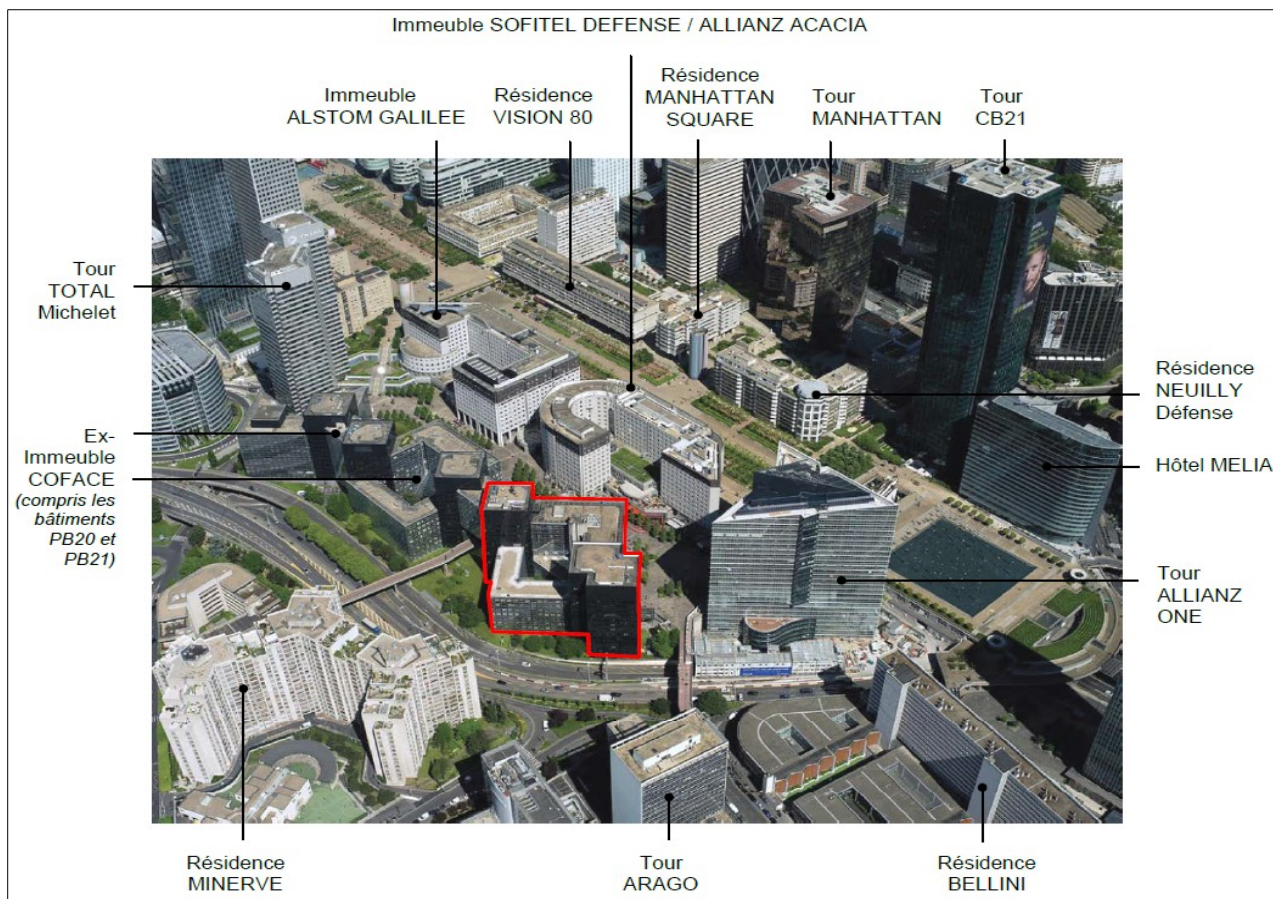 Immeuble SOFITEL DEFENSE / ALLIANZ ACACIA
Immeuble
ALSTOM GALILEE
Résidence
VISION 80
Résidence
MANHATTAN
SQUARE
Tour
MANHATTAN
Tour
CB21
Tour
TOTAL
Michelet
Résidence
NEUILLY
Défense
Ex-
Immeuble
COFACE
(compris les
bâtiments
PB20 et
PB21)
Hôtel MELIA
Tour
ALLIANZ
ONE
Résidence
MINERVE
Tour
ARAGO
Résidence
BELLINI